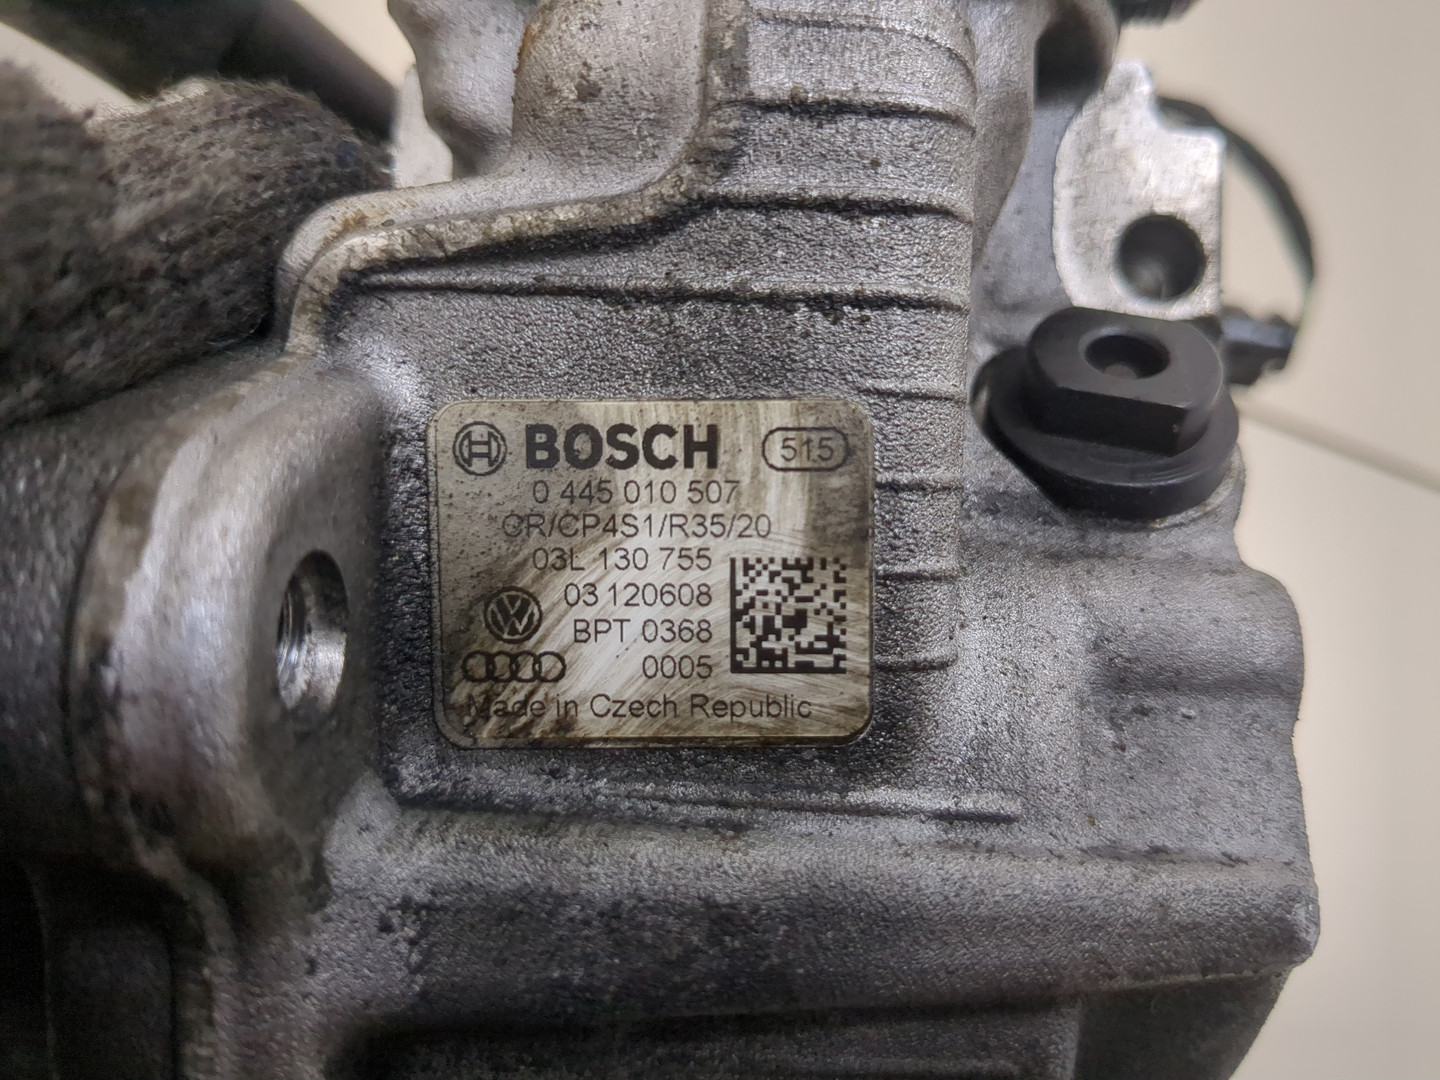 BOSCH 515
0 445 010 507
CR/CP4S1/R35/20
03L 130 755
03 120608
BPT 0368
0005
Made in Czech Republic